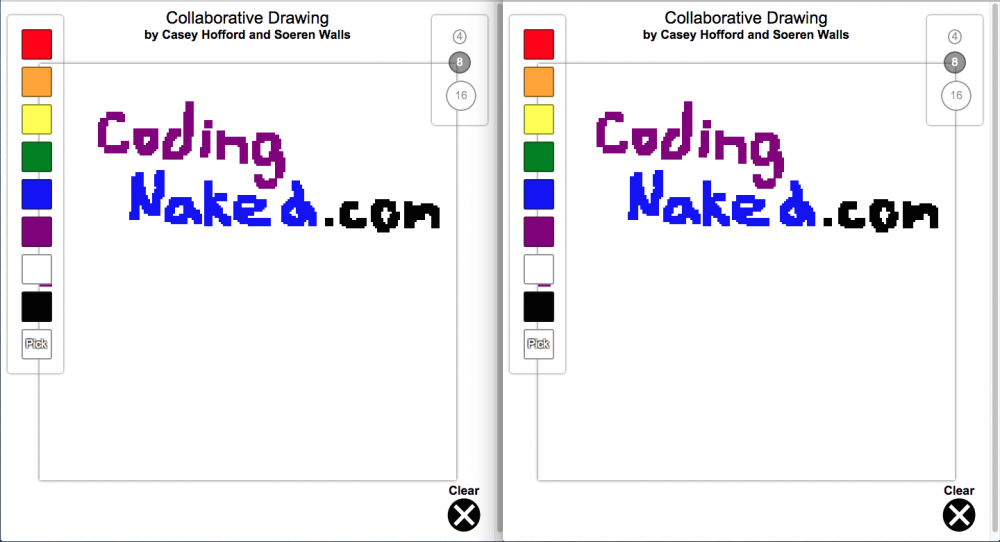 Collaborative Drawing
by Casey Hofford and Soeren Walls
4
8
16
Coding
Naked.com
Pick
Clear
Collaborative Drawing
by Casey Hofford and Soeren Walls
4
8
16
Coding
Naked.com
Pick
Clear